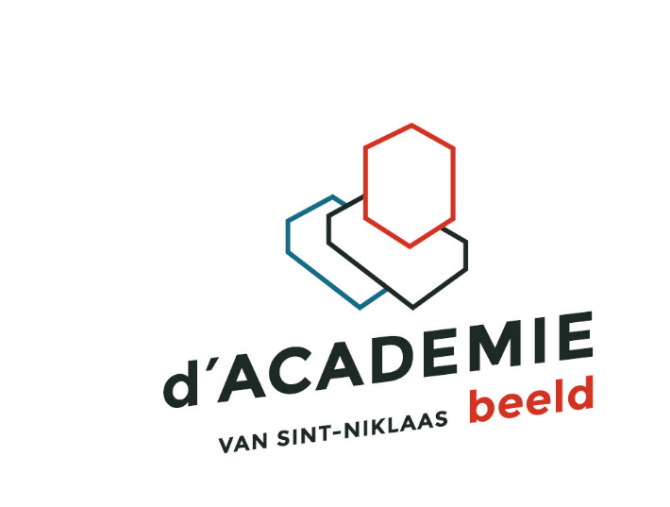 d'ACADEMIE
VAN SINT-NIKLAAS beeld